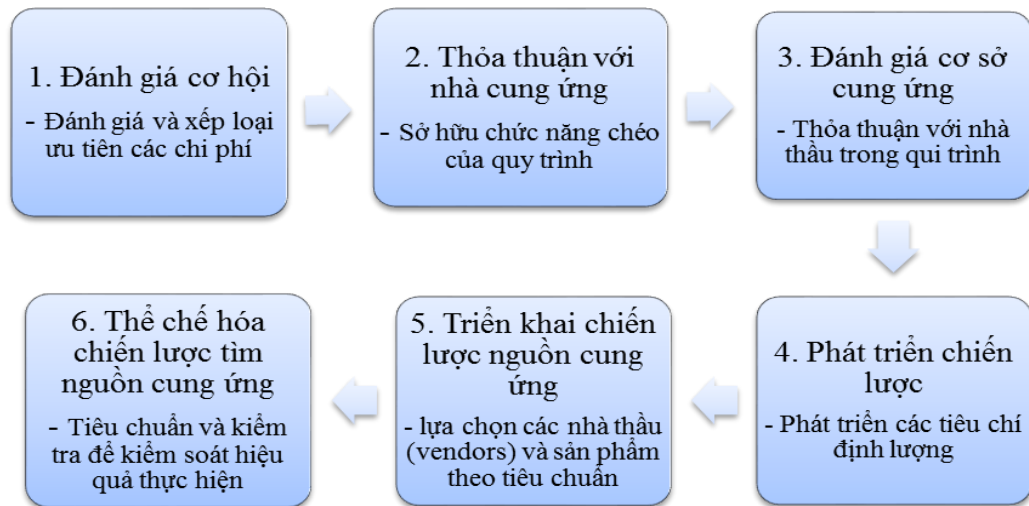 1. Đánh giá cơ hội
- Đánh giá và xếp loại
ưu tiên các chi phí
2. Thỏa thuận với
nhà cung ứng
- Sở hữu chức năng chéo
của quy trình
3. Đánh giá cơ sở
cung ứng
- Thỏa thuận với nhà
thầu trong qui trình
4. Phát triển chiến
lược
- Phát triển các tiêu chí
định lượng
5. Triển khai chiến
lược nguồn cung
ứng
- lựa chọn các nhà thầu
(vendors) và sản phẩm
theo tiêu chuẩn
6. Thể chế hóa
chiến lược tìm
nguồn cung ứng
- Tiêu chuẩn và kiểm
tra để kiểm soát hiệu
quả thực hiện